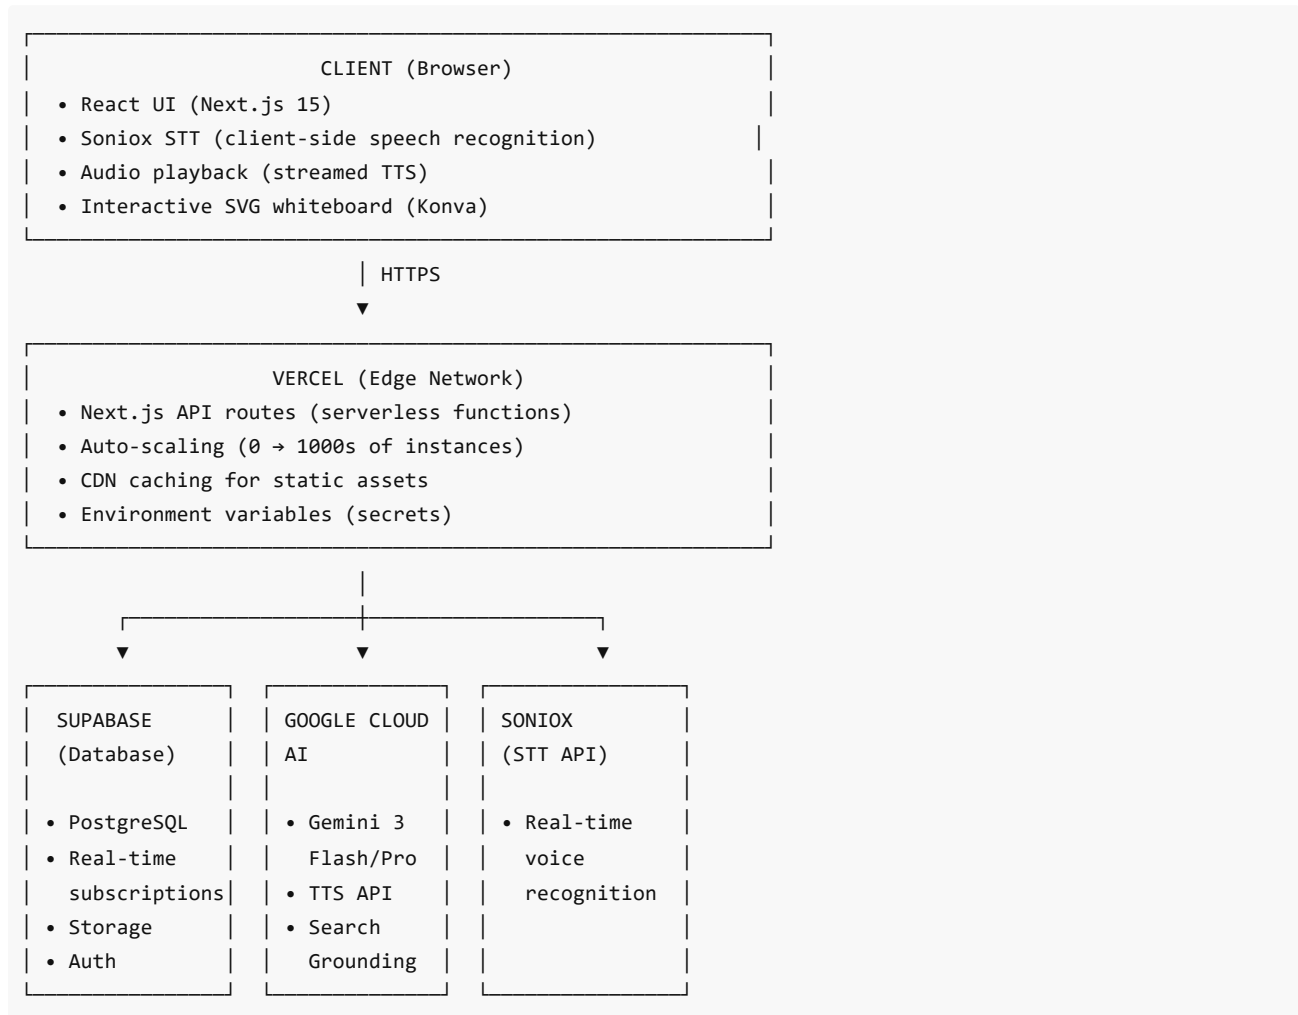 CLIENT (Browser)
• React UI (Next.js 15)
• Soniox STT (client-side speech recognition)
• Audio playback (streamed TTS)
• Interactive SVG whiteboard (Konva)
HTTPS
VERCEL (Edge Network)
• Next.js API routes (serverless functions)
• Auto-scaling (0 → 1000s of instances)
• CDN caching for static assets
• Environment variables (secrets)
SUPABASE
(Database)
• PostgreSQL
• Real-time
subscriptions
• Storage
• Auth
GOOGLE CLOUD
AI
• Gemini 3
Flash/Pro
• TTS API
• Search
Grounding
SONIOX
(STT API)
• Real-time
voice
recognition